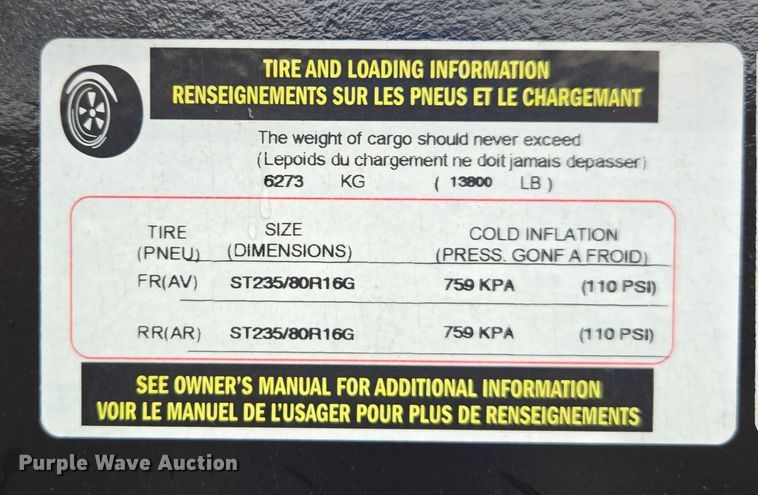 TIRE AND LOADING INFORMATION
RENSEIGNEMENTS SUR LES PNEUS ET LE CHARGEMANT
The weight of cargo should never exceed
(Lepoids du chargement ne doit jamais depasser)
6273 KG ( 13800 LB )
TIRE SIZE COLD INFLATION
(PNEU) (DIMENSIONS) (PRESS. GONF A FROID)
FR(AV) ST235/80R16G 759 KPA (110 PSI)
RR(AR) ST235/80R16G 759 KPA (110 PSI)
SEE OWNER'S MANUAL FOR ADDITIONAL INFORMATION
VOIR LE MANUEL DE L'USAGER POUR PLUS DE RENSEIGNEMENTS
Purple Wave Auction